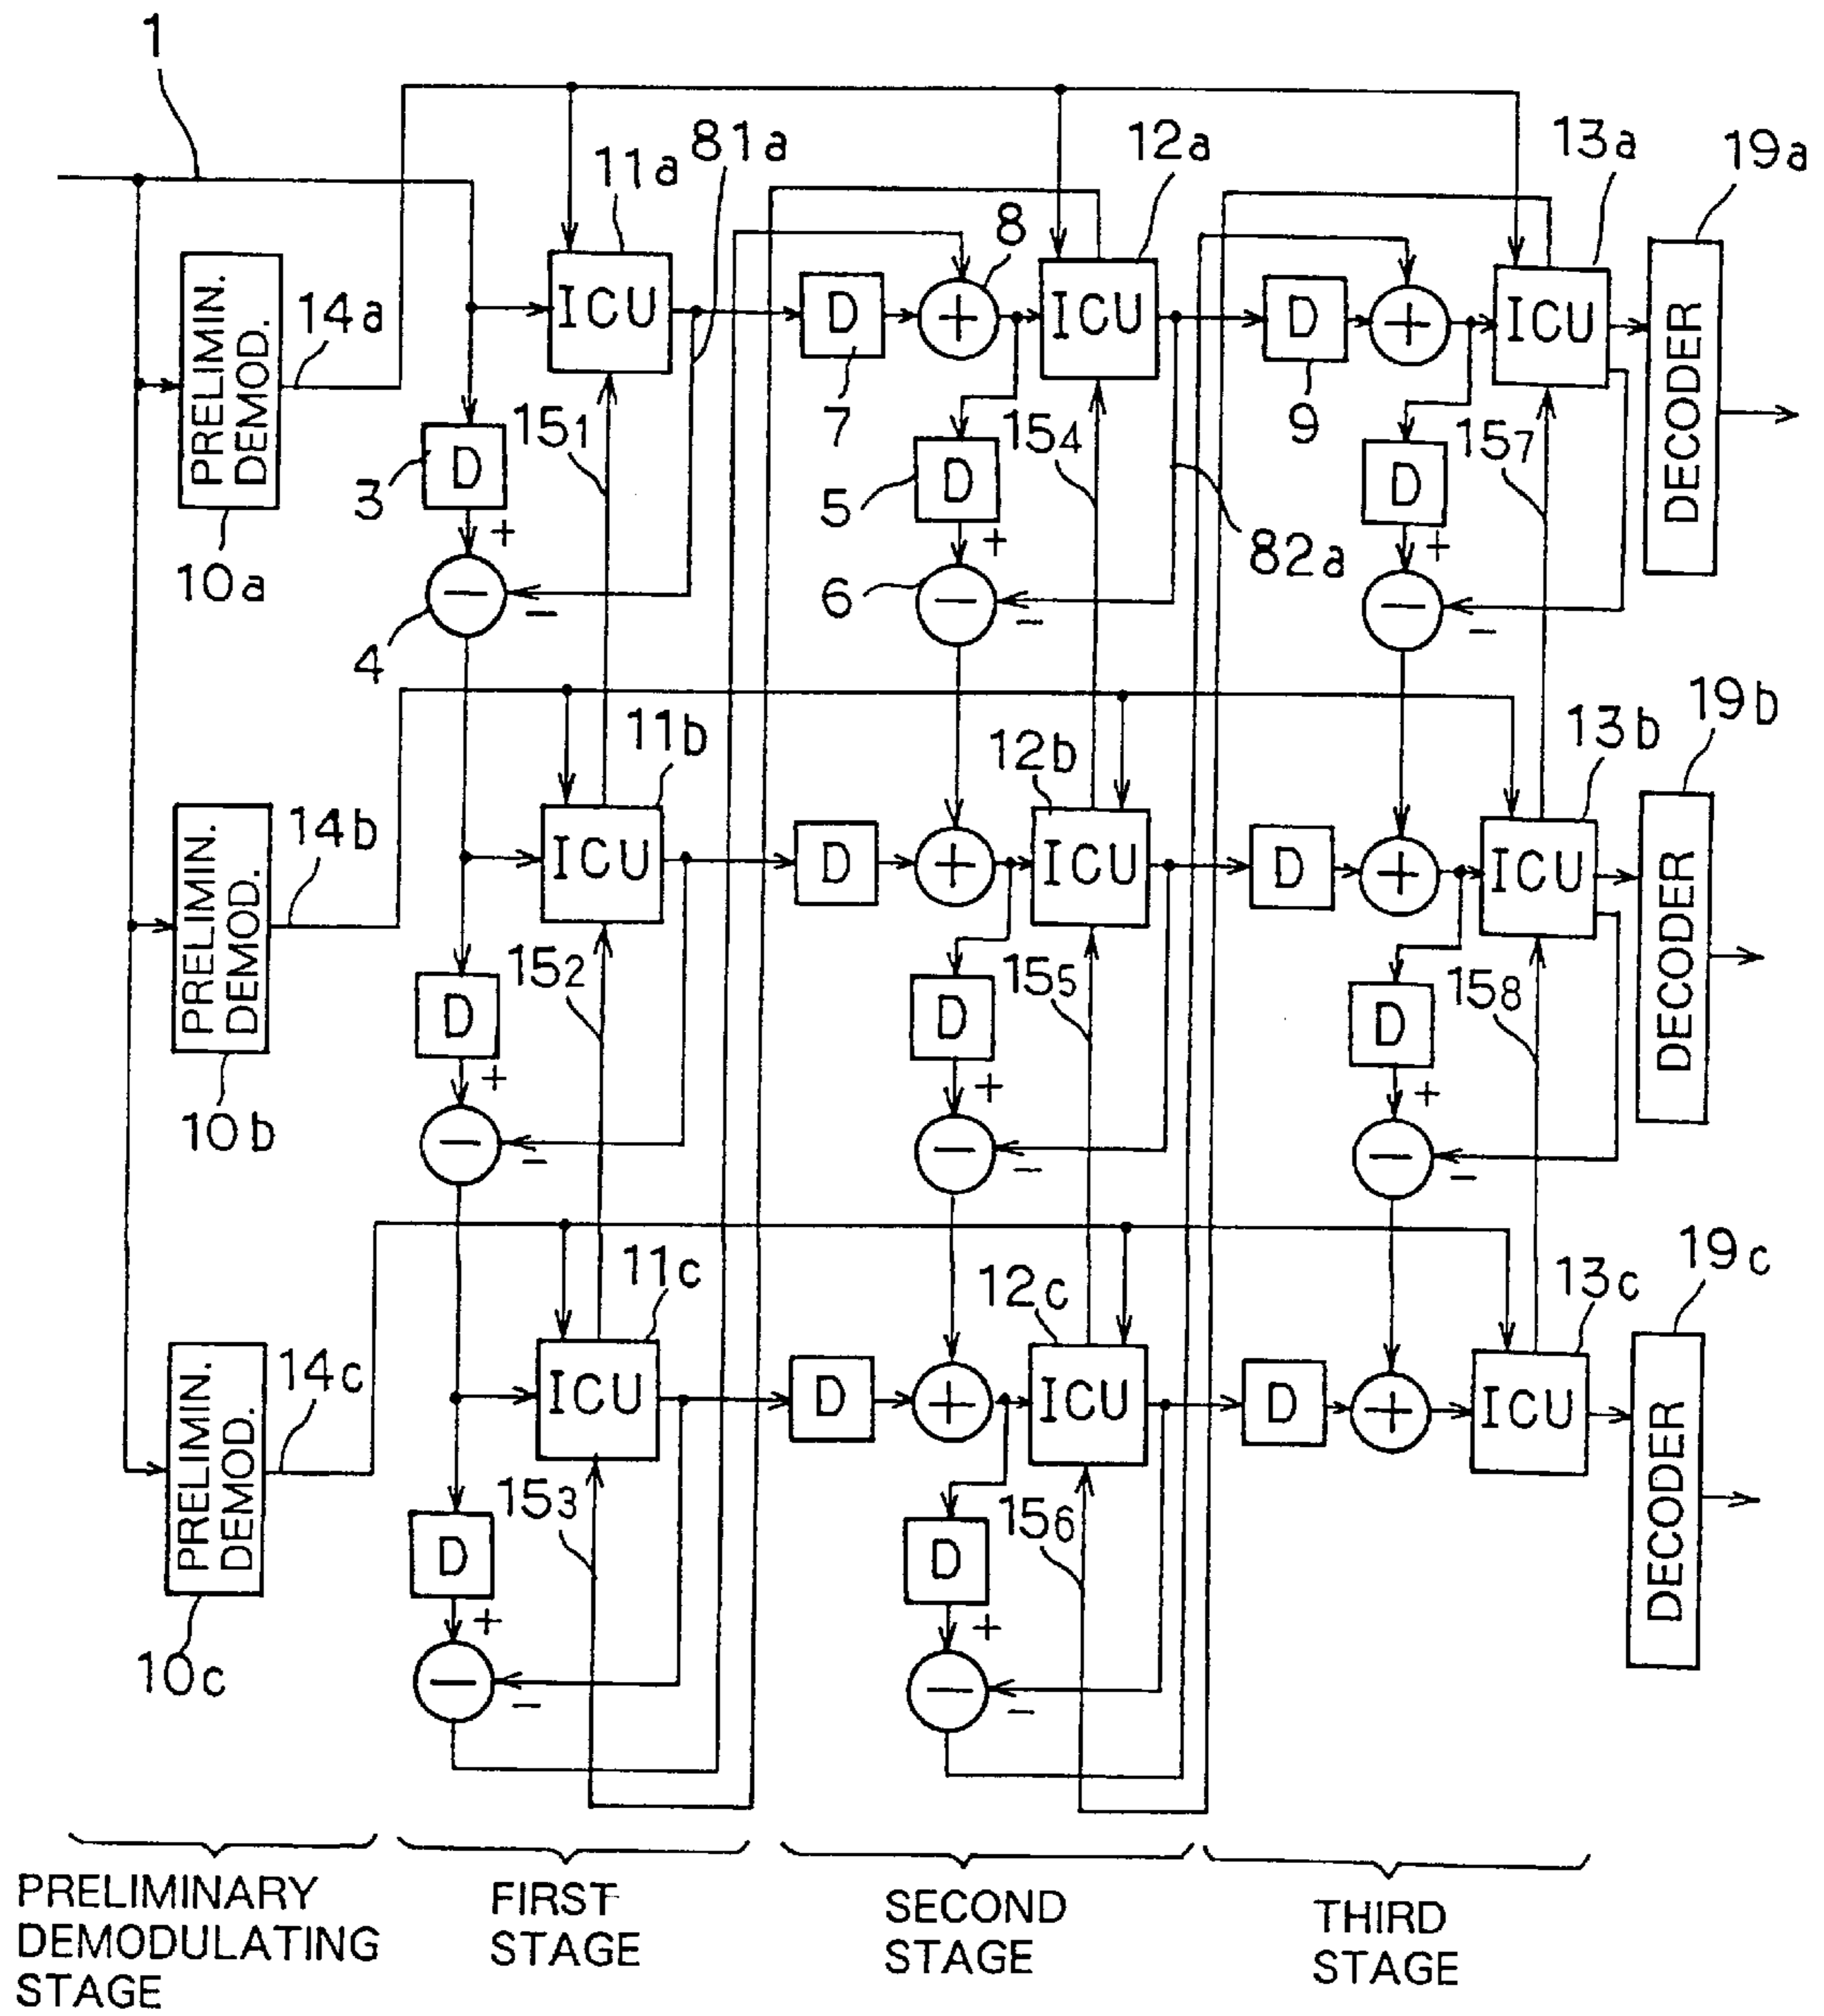 1
11a
81a
12a
13a
19a
8
PRELIMIN.
DEMOD.
14a
ICU
D
+
ICU
D
+
ICU
DECODER
7
9
3
D
15₁
5
D
15₄
D
15₇
+
+
+
82a
10a
4
−
−
6
−
−
−
−
11b
12b
13b
19b
PRELIMIN.
DEMOD.
14b
ICU
D
+
ICU
D
+
ICU
DECODER
15₂
15₅
15₈
D
D
D
+
+
+
10b
−
−
−
−
−
−
11c
12c
13c
19c
PRELIMIN.
DEMOD.
14c
ICU
D
+
ICU
D
+
ICU
DECODER
15₃
15₆
D
D
+
+
10c
−
−
−
−
PRELIMINARY
DEMODULATING
STAGE
FIRST
STAGE
SECOND
STAGE
THIRD
STAGE